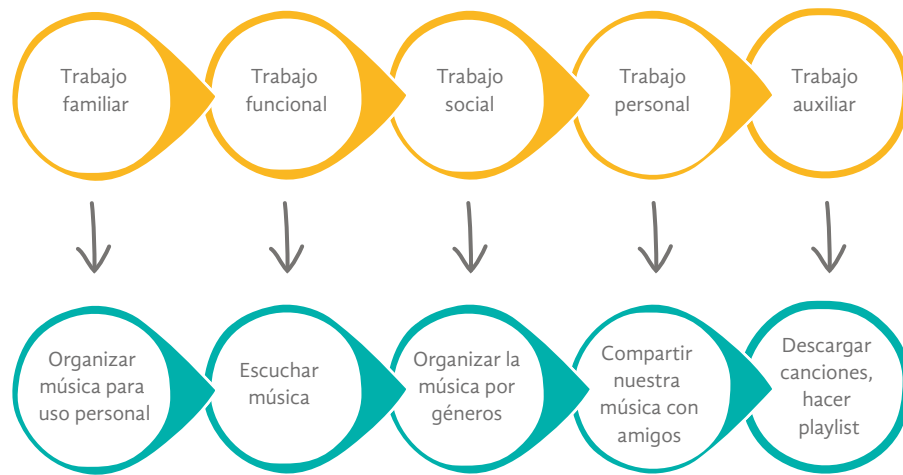 Trabajo
familiar
Trabajo
funcional
Trabajo
social
Trabajo
personal
Trabajo
auxiliar
Organizar
música para
uso personal
Escuchar
música
Organizar la
música por
géneros
Compartir
nuestra
música con
amigos
Descargar
canciones,
hacer
playlist